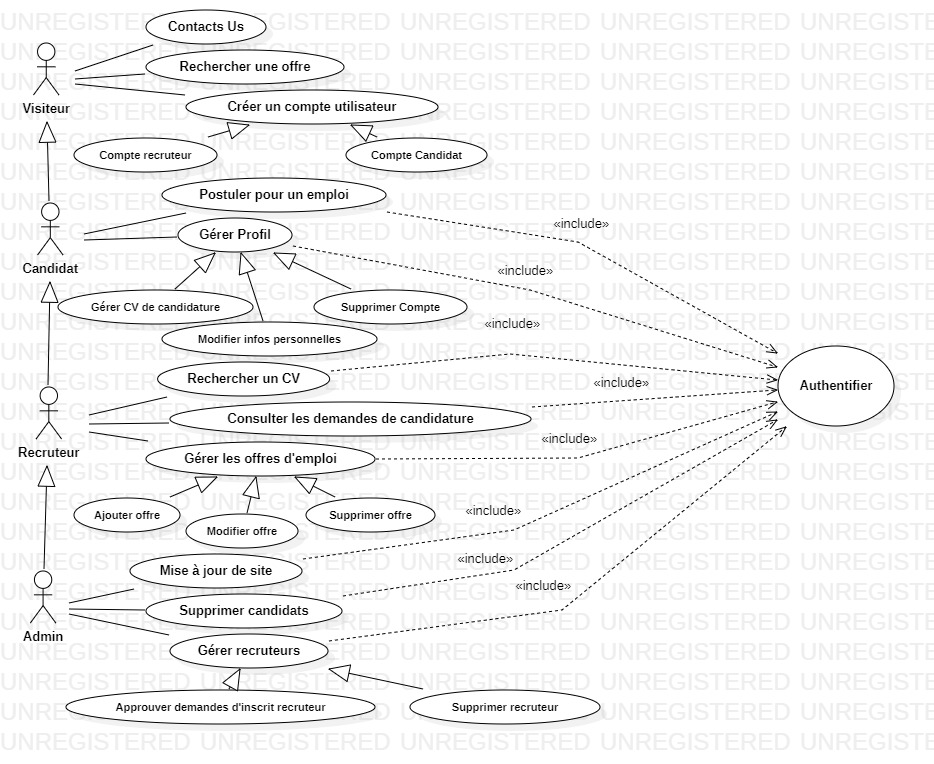 Contacts Us
Rechercher une offre
Visiteur
Créer un compte utilisateur
Compte recruteur
Compte Candidat
Postuler pour un emploi
«include»
Gérer Profil
Candidat
«include»
Gérer CV de candidature
Supprimer Compte
«include»
Modifier infos personnelles
Rechercher un CV
«include»
Authentifier
Consulter les demandes de candidature
«include»
Recruteur
Gérer les offres d'emploi
Ajouter offre
Modifier offre
Supprimer offre
«include»
Mise à jour de site
«include»
«include»
Supprimer candidats
Admin
Gérer recruteurs
Approuver demandes d'inscrit recruteur
Supprimer recruteur
UNREGISTERED UNREGISTERED UNREGISTERED UNREGISTERED